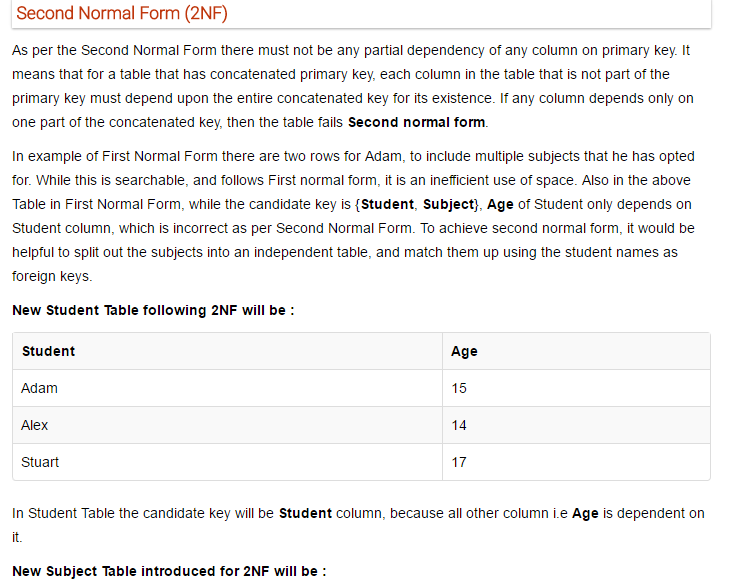 Second Normal Form (2NF)
As per the Second Normal Form there must not be any partial dependency of any column on primary key. It
means that for a table that has concatenated primary key, each column in the table that is not part of the
primary key must depend upon the entire concatenated key for its existence. If any column depends only on
one part of the concatenated key, then the table fails Second normal form.
In example of First Normal Form there are two rows for Adam, to include multiple subjects that he has opted
for. While this is searchable, and follows First normal form, it is an inefficient use of space. Also in the above
Table in First Normal Form, while the candidate key is {Student, Subject}, Age of Student only depends on
Student column, which is incorrect as per Second Normal Form. To achieve second normal form, it would be
helpful to split out the subjects into an independent table, and match them up using the student names as
foreign keys.
New Student Table following 2NF will be :
Student Age
Adam 15
Alex 14
Stuart 17
In Student Table the candidate key will be Student column, because all other column i.e Age is dependent on
it.
New Subject Table introduced for 2NF will be :